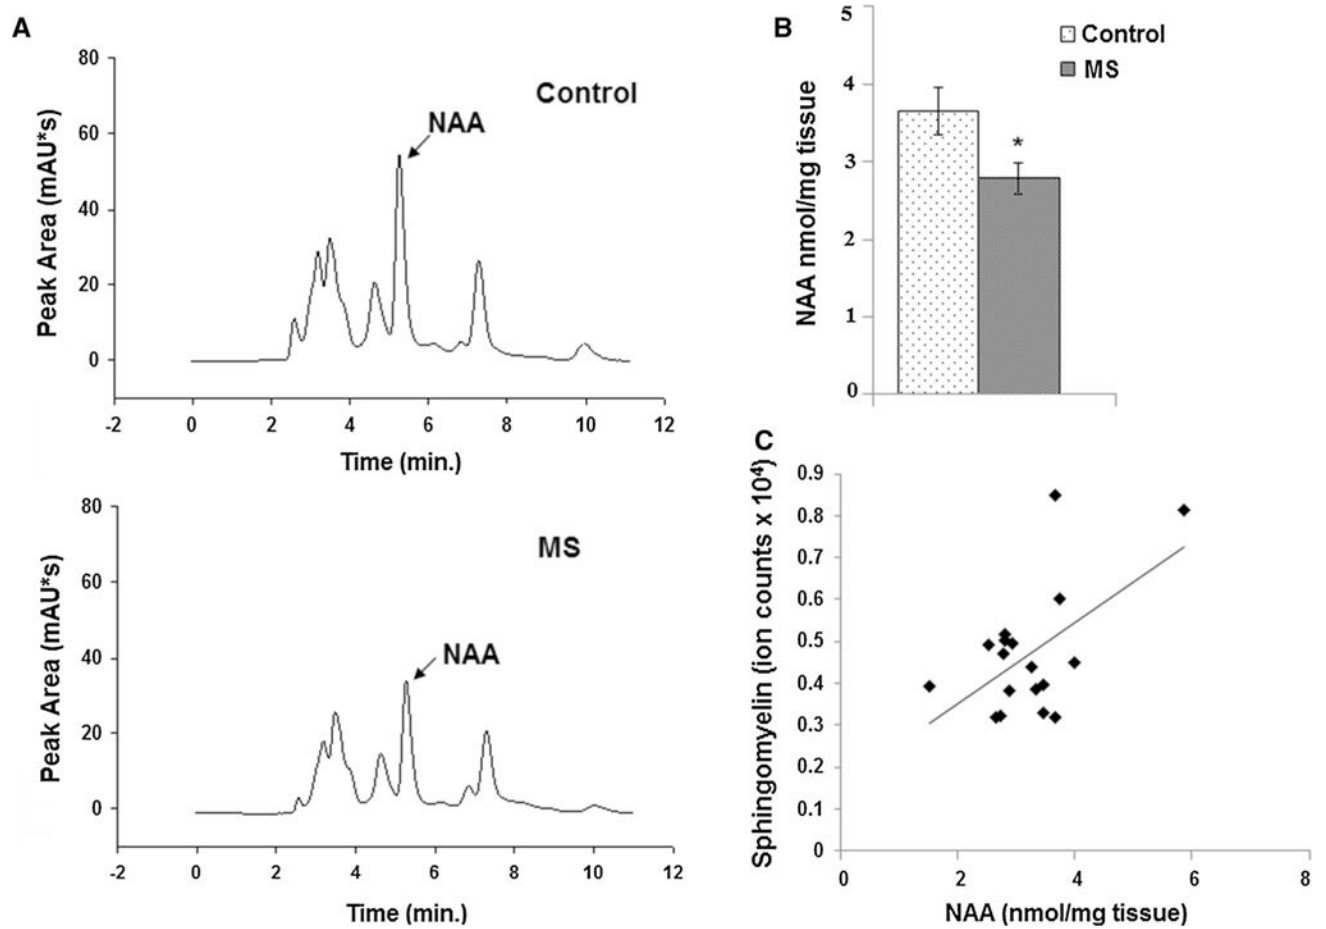 A
80
60
40
20
0
Peak Area (mAU*s)
Control
NAA
-2 0 2 4 6 8 10 12
Time (min.)
80
60
40
20
0
Peak Area (mAU*s)
MS
NAA
-2 0 2 4 6 8 10 12
Time (min.)
B
5
4
3
2
1
0
NAA nmol/mg tissue
Control
MS
*
C
0.9
0.8
0.7
0.6
0.5
0.4
0.3
0.2
0.1
0
Sphingomyelin (ion counts x 10⁴)
0 2 4 6 8
NAA (nmol/mg tissue)